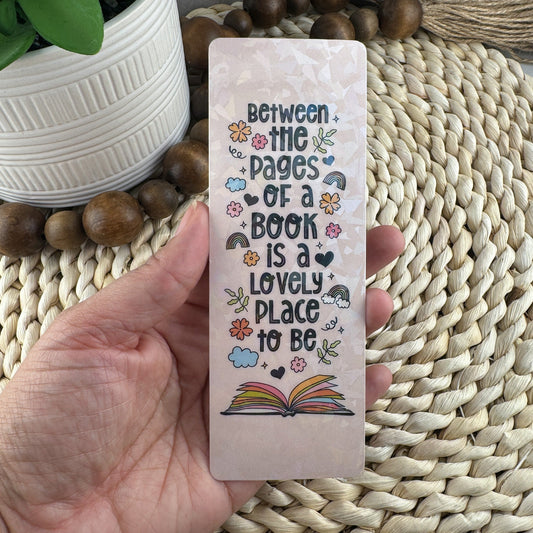 Between
the
pages
of a
book
is a
lovely
place
to be.